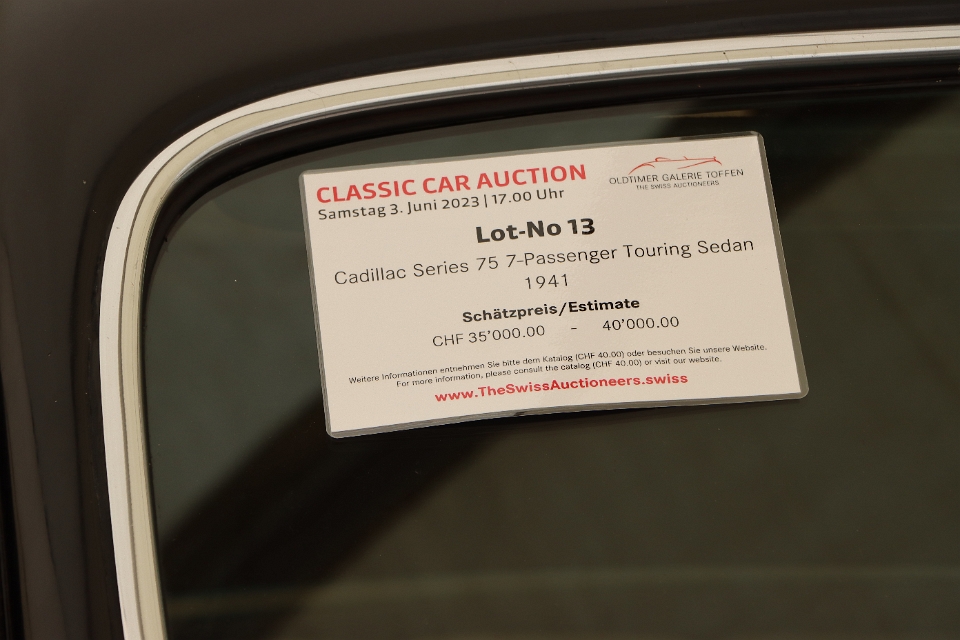 CLASSIC CAR AUCTION
Samstag 3. Juni 2023 | 17.00 Uhr
OLDTIMER GALERIE TOFFEN
THE SWISS AUCTIONEERS
Lot-No 13
Cadillac Series 75 7-Passenger Touring Sedan
1941
Schätzpreis/Estimate
CHF 35’000.00 - 40’000.00
Weitere Informationen entnehmen Sie bitte dem Katalog (CHF 40.00) oder besuchen Sie unsere Website.
For more information, please consult the catalog (CHF 40.00) or visit our website.
www.TheSwissAuctioneers.swiss